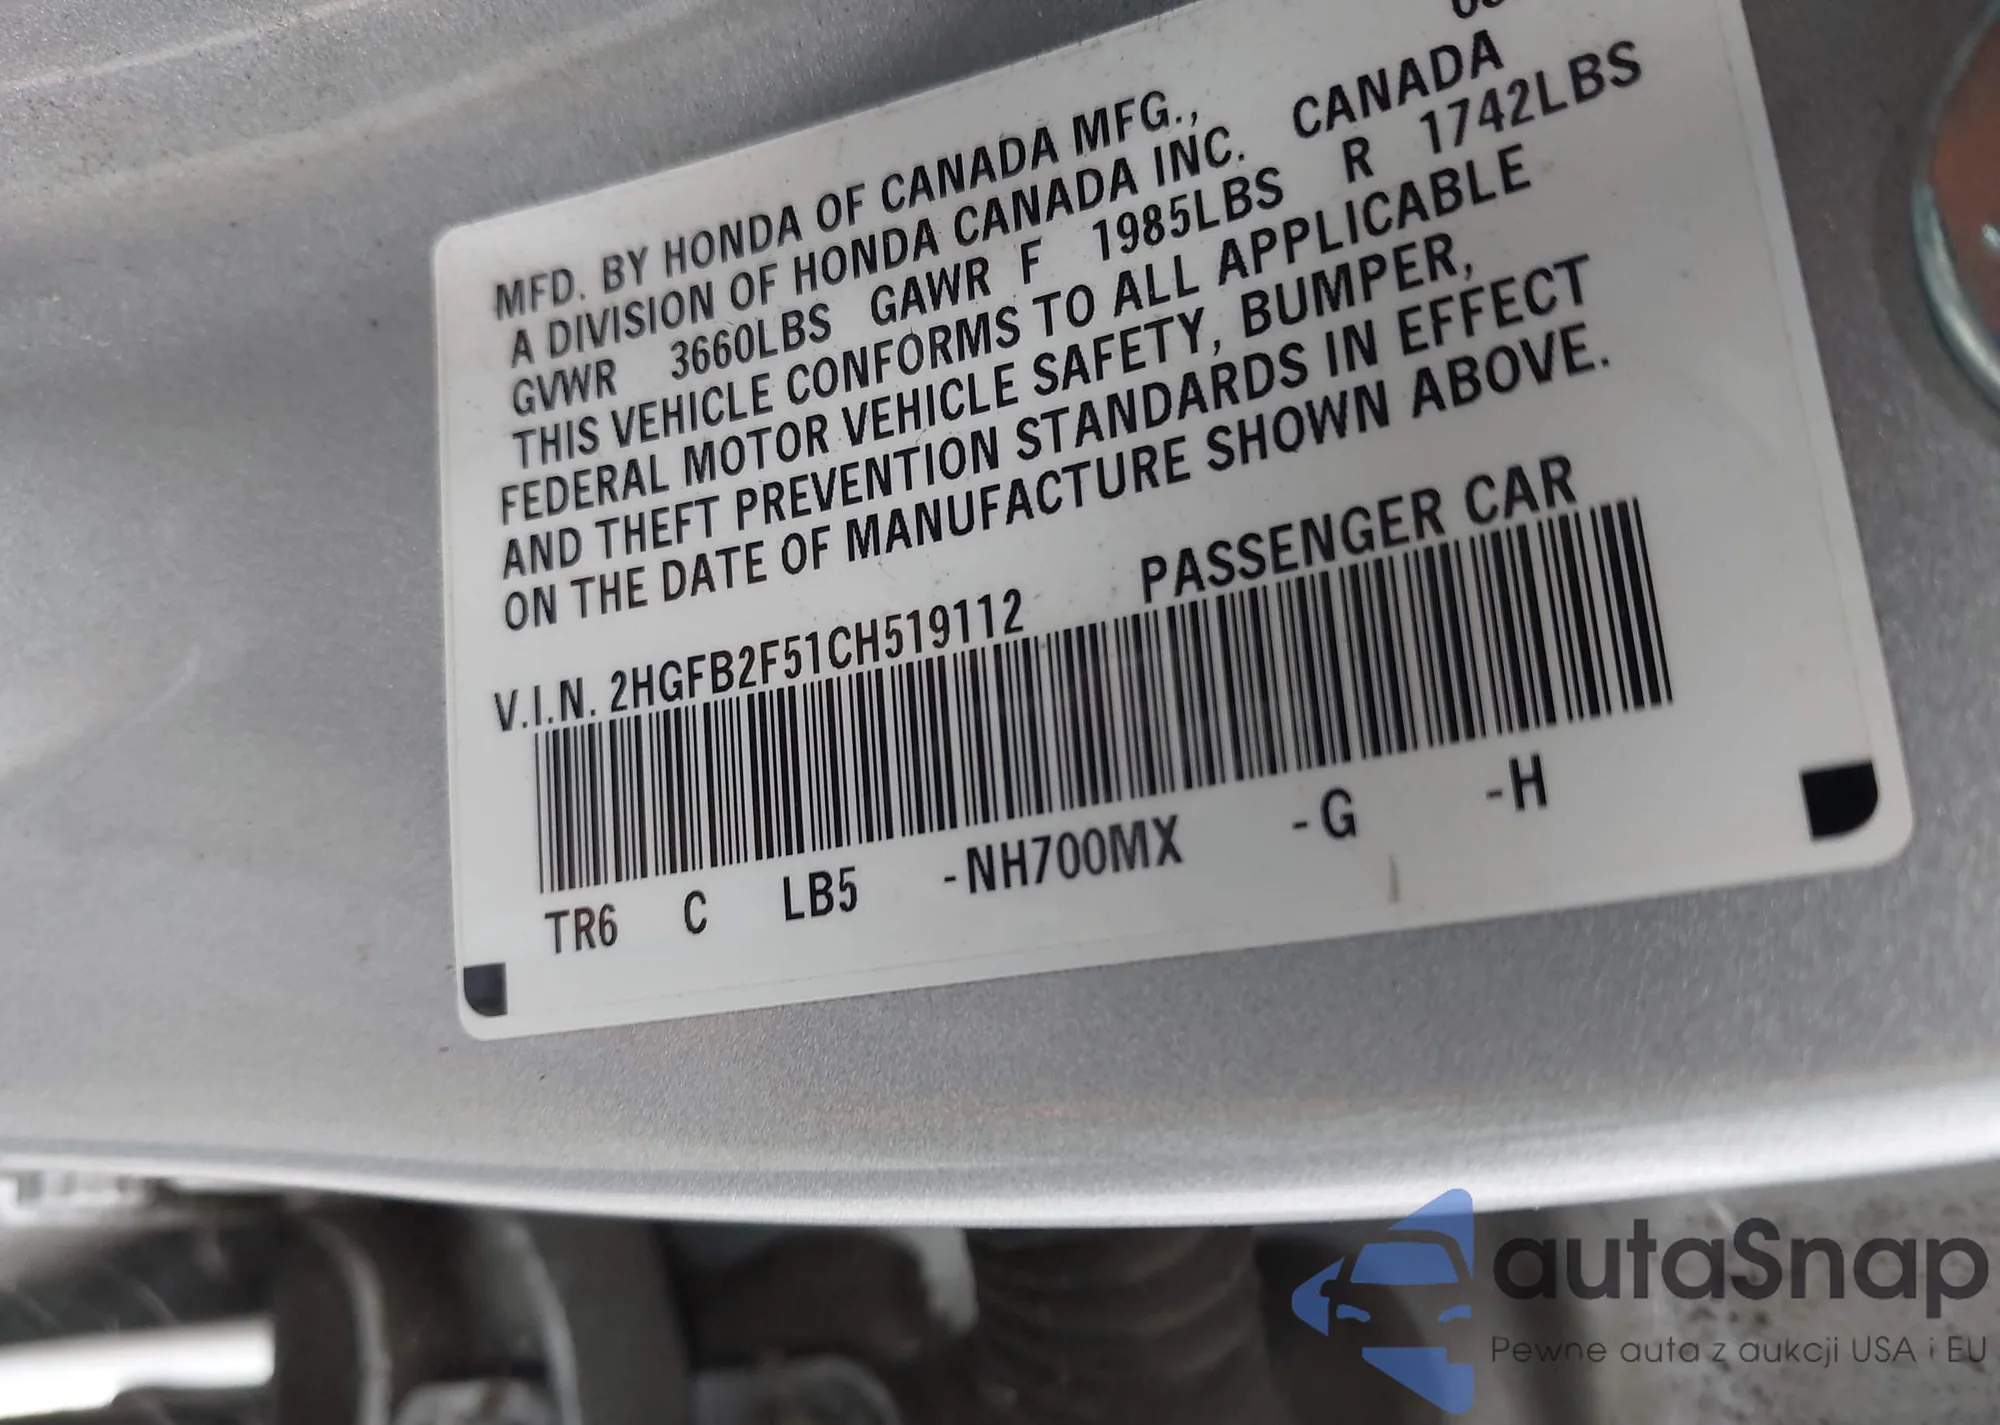 MFD. BY HONDA OF CANADA MFG.,
A DIVISION OF HONDA CANADA INC. CANADA
GVWR 3660LBS GAWR F 1985LBS R 1742LBS
THIS VEHICLE CONFORMS TO ALL APPLICABLE
FEDERAL MOTOR VEHICLE SAFETY, BUMPER,
AND THEFT PREVENTION STANDARDS IN EFFECT
ON THE DATE OF MANUFACTURE SHOWN ABOVE.
V.I.N. 2HGFB2F51CH519112 PASSENGER CAR
TR6 C LB5 -NH700MX -G -H
autaSnap
Pewne auta z aukcji USA i EU